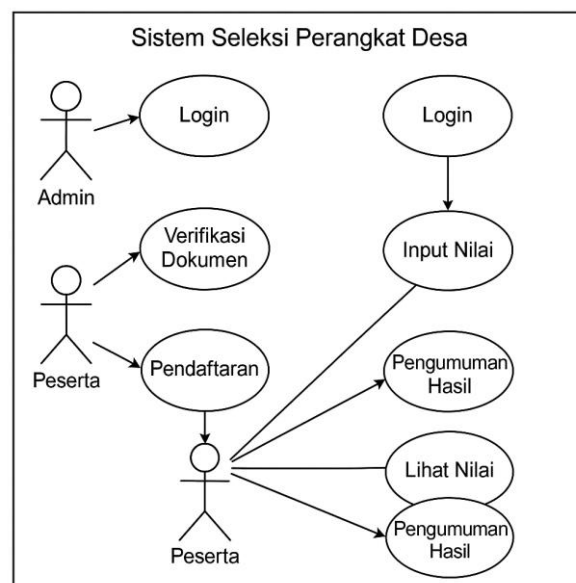 Sistem Seleksi Perangkat Desa
Login
Login
Admin
Verifikasi
Dokumen
Input Nilai
Peserta
Pendaftaran
Pengumuman
Hasil
Lihat Nilai
Peserta
Pengumuman
Hasil